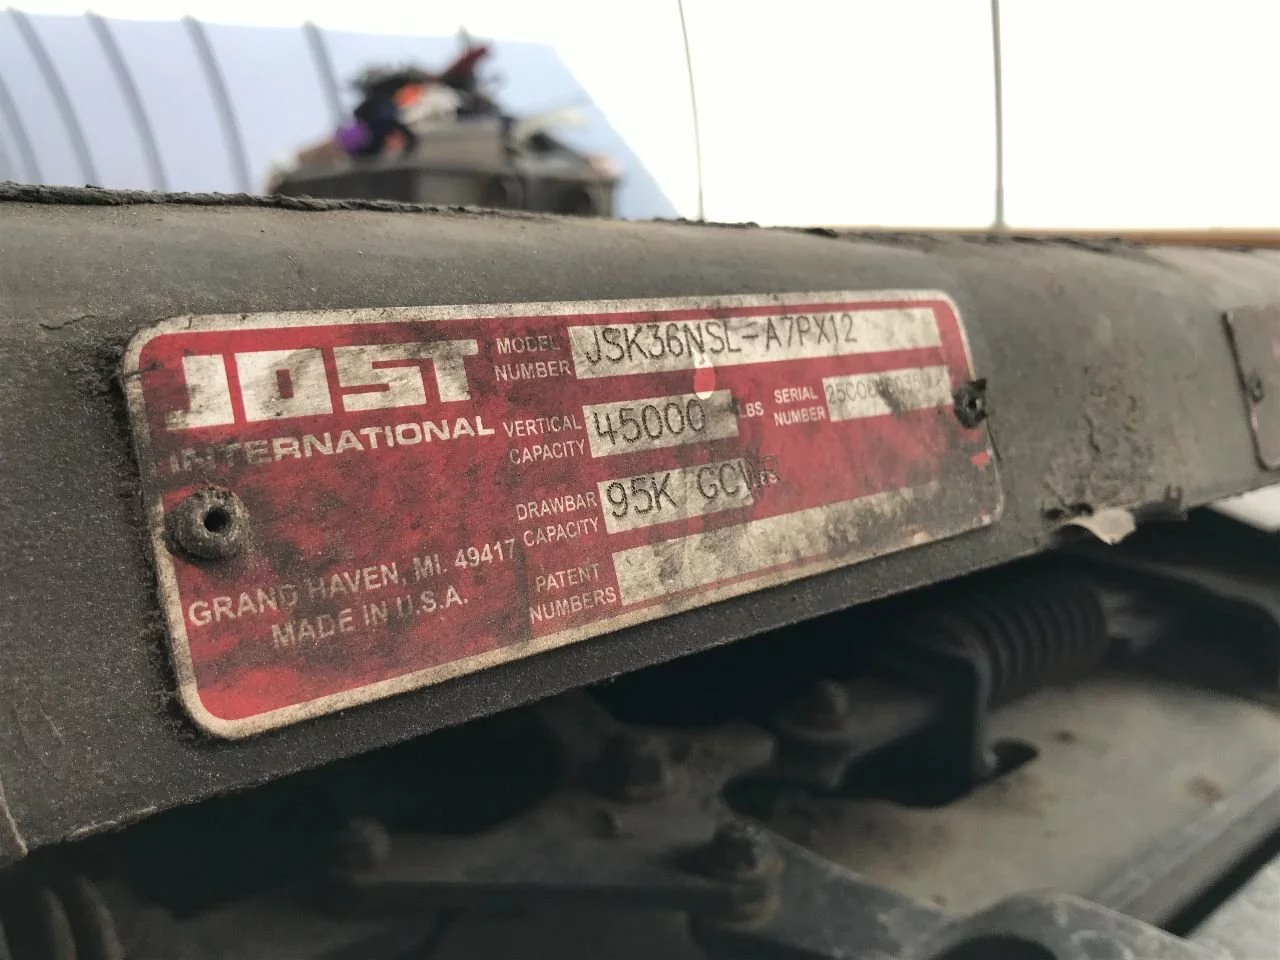 JOST
INTERNATIONAL
GRAND HAVEN, MI. 49417
MADE IN U.S.A.
MODEL NUMBER JSK36NSL-A7PX12
VERTICAL CAPACITY 45000 LBS
SERIAL NUMBER
DRAWBAR CAPACITY 95K GCW LBS
PATENT NUMBERS